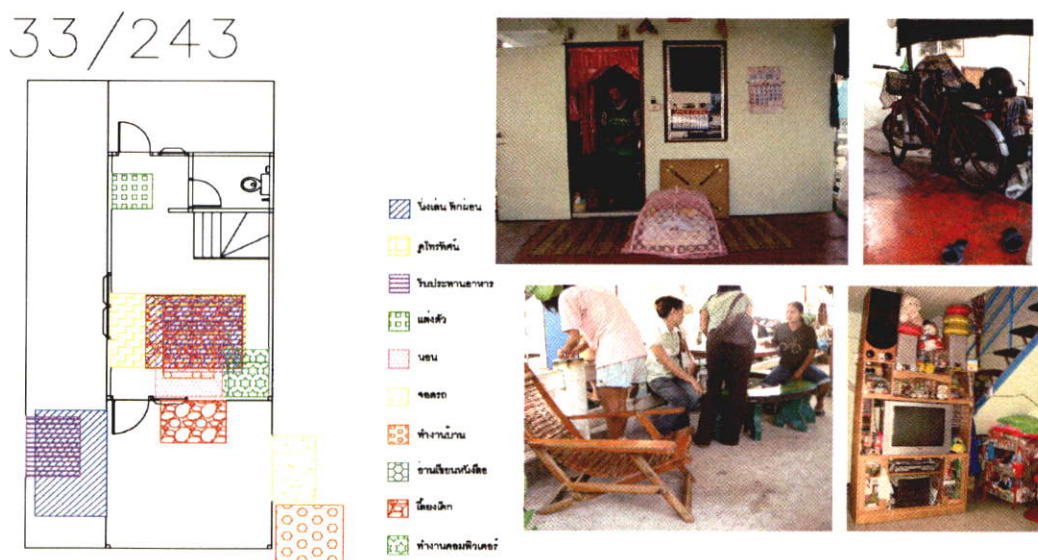 33/243
นั่งเล่น พักผ่อน
ดูโทรทัศน์
รับประทานอาหาร
แต่งตัว
นอน
จอดรถ
ทำงานบ้าน
อ่านเขียนหนังสือ
เลี้ยงเด็ก
ทำงานคอมพิวเตอร์